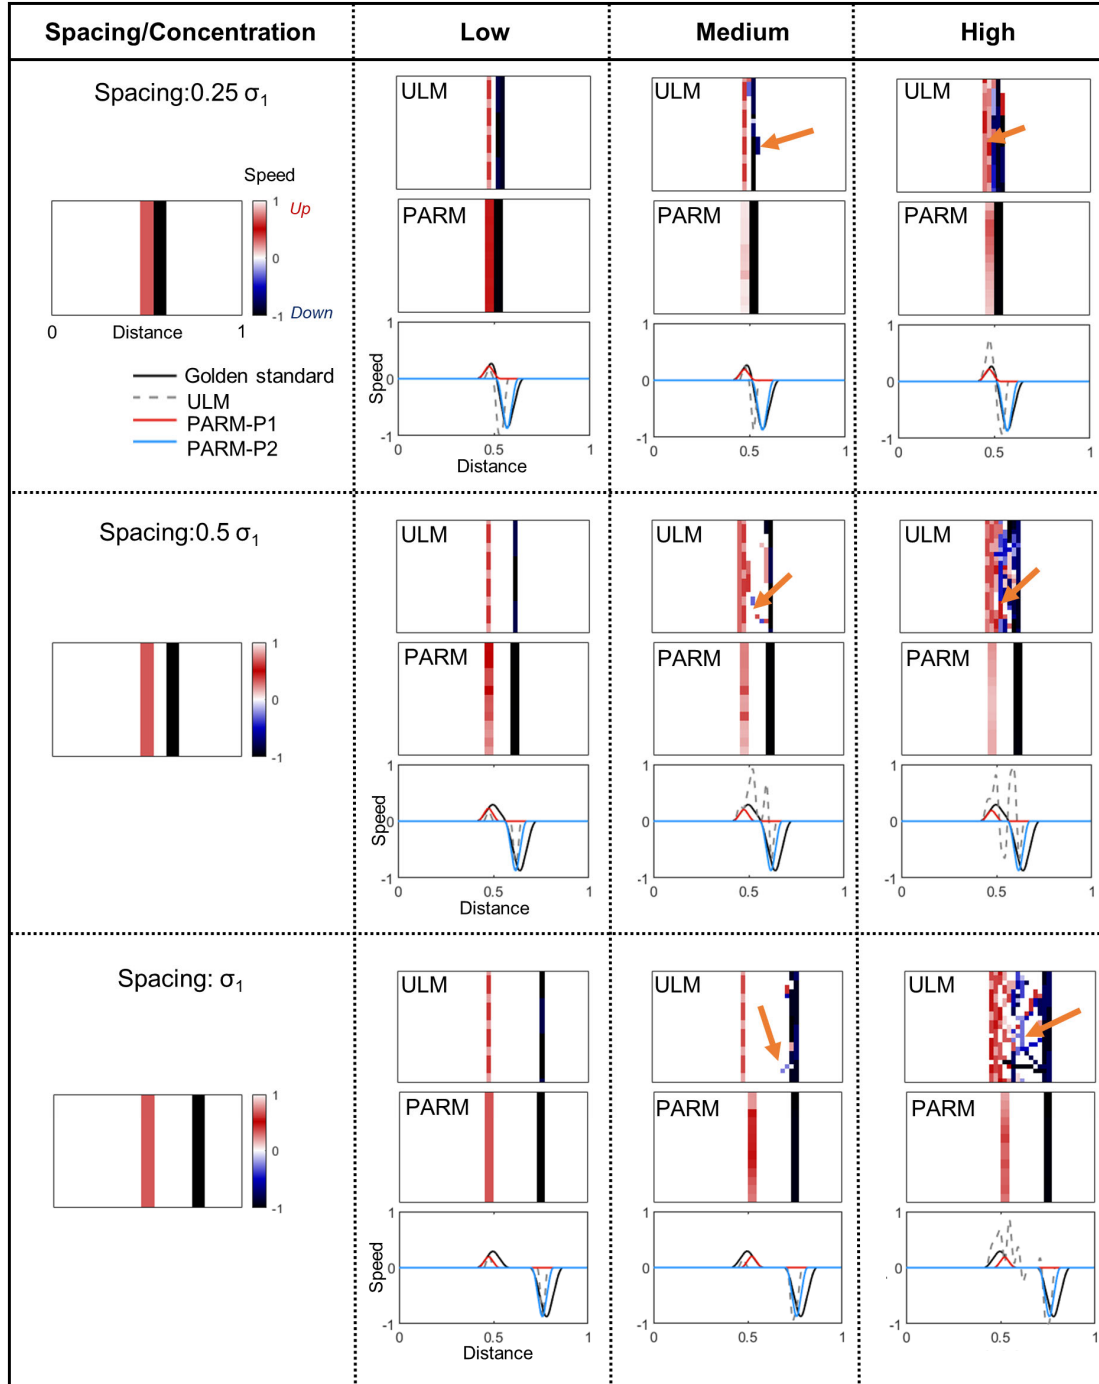 Spacing/Concentration Low Medium High
Spacing:0.25 σ1
Speed
1
0
-1
Up
Down
0 Distance 1
Golden standard
ULM
PARM-P1
PARM-P2
ULM
PARM
1
0
-1
Speed
0 0.5 1
Distance
ULM
PARM
1
0
-1
0 0.5 1
ULM
PARM
1
0
-1
0 0.5 1
Spacing:0.5 σ1
1
0
-1
ULM
PARM
1
0
-1
Speed
0 0.5 1
Distance
ULM
PARM
1
0
-1
0 0.5 1
ULM
PARM
1
0
-1
0 0.5 1
Spacing: σ1
1
0
-1
ULM
PARM
1
0
-1
Speed
0 0.5 1
Distance
ULM
PARM
1
0
-1
0 0.5 1
ULM
PARM
1
0
-1
0 0.5 1